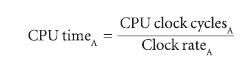 CPU time_A = CPU clock cycles_A / Clock rate_A